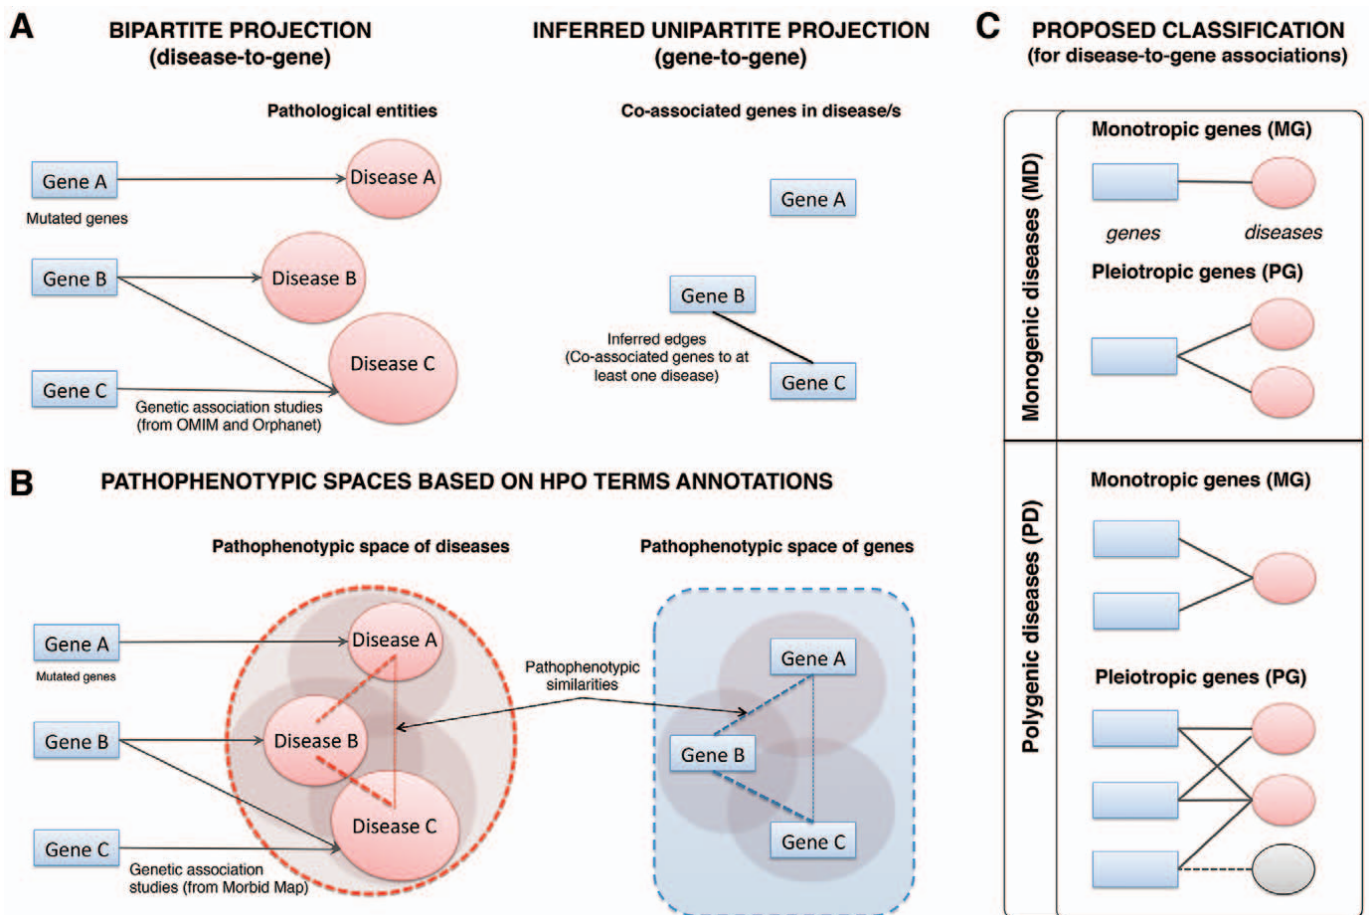 A
BIPARTITE PROJECTION
(disease-to-gene)
Pathological entities
Gene A
Disease A
Mutated genes
Gene B
Disease B
Disease C
Gene C
Genetic association studies
(from OMIM and Orphanet)
INFERRED UNIPARTITE PROJECTION
(gene-to-gene)
Co-associated genes in disease/s
Gene A
Gene B
Inferred edges
(Co-associated genes to at
least one disease)
Gene C
B
PATHOPHENOTYPIC SPACES BASED ON HPO TERMS ANNOTATIONS
Pathophenotypic space of diseases
Gene A
Disease A
Mutated genes
Gene B
Disease B
Disease C
Gene C
Genetic association
studies (from Morbid Map)
Pathophenotypic
similarities
Pathophenotypic space of genes
Gene A
Gene B
Gene C
C
PROPOSED CLASSIFICATION
(for disease-to-gene associations)
Monogenic diseases (MD)
Monotropic genes (MG)
genes
diseases
Pleiotropic genes (PG)
Polygenic diseases (PD)
Monotropic genes (MG)
Pleiotropic genes (PG)